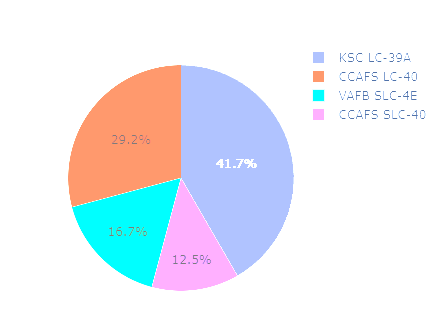 KSC LC-39A
CCAFS LC-40
VAFB SLC-4E
CCAFS SLC-40
29.2%
41.7%
16.7%
12.5%